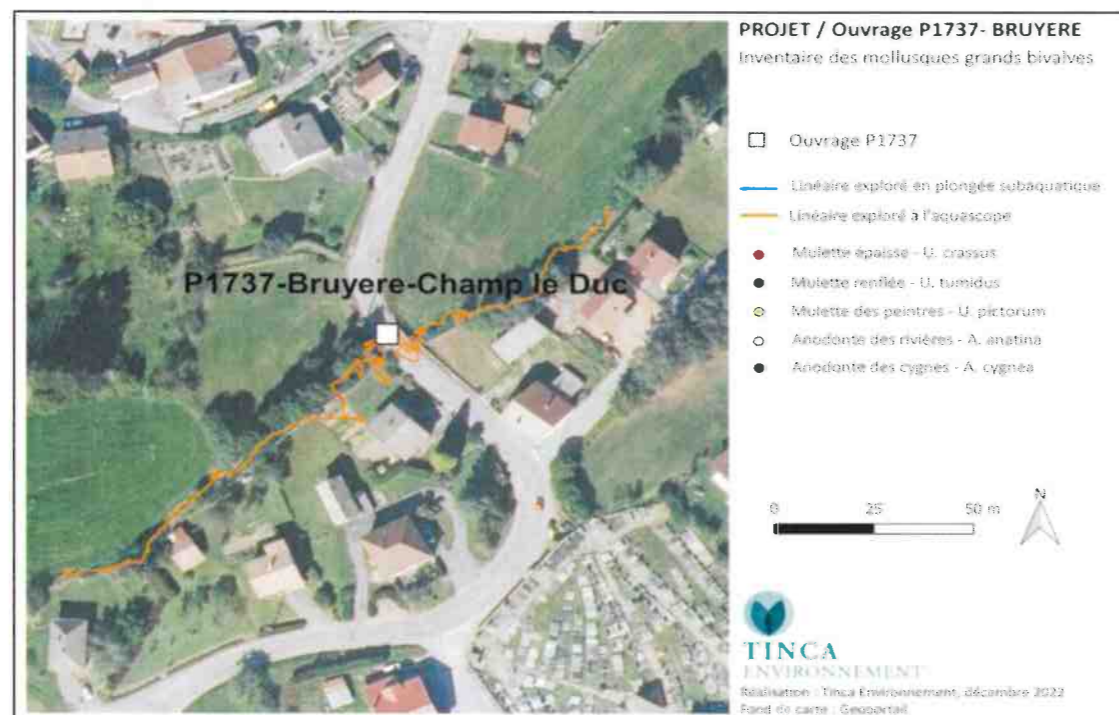 PROJET / Ouvrage P1737- BRUYERE
Inventaire des mollusques grands bivalves
Ouvrage P1737
Linéaire exploré en plongée subaquatique
Linéaire exploré à l'aquascope
Mulette épaisse - U. crassus
Mulette renflée - U. tumidus
Mulette des peintres - U. pictorum
Anodonte des rivières - A. anatina
Anodonte des cygnes - A. cygnea
P1737-Bruyere-Champ le Duc
N
0 25 50 m
TINCA
ENVIRONNEMENT
Réalisation : Tinca Environnement, décembre 2022
Fond de carte : Geoportail